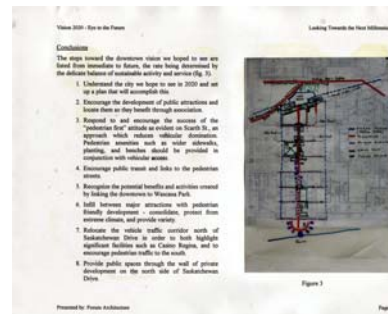 Vision 2020 - Eye to the Future
Looking Towards the Next Millennium
Conclusions
The steps toward the downtown vision we hoped to see are
listed from immediate to future, the rate being determined by
the delicate balance of sustainable activity and service (fig. 3).
1. Understand the city we hope to see in 2020 and set
up a plan that will accomplish this.
2. Encourage the development of public attractions and
locate them so they benefit through association.
3. Respond to and encourage the success of the
"pedestrian first" attitude as evident on Scarth St., an
approach which reduces vehicular domination.
Pedestrian amenities such as wider sidewalks,
planting, and benches should be provided in
conjunction with vehicular access.
4. Encourage public transit and links to the pedestrian
streets.
5. Recognize the potential benefits and activities created
by linking the downtown to Wascana Park.
6. Infill between major attractions with pedestrian
friendly development - consolidate, protect from
extreme climate, and provide variety.
7. Relocate the vehicle traffic corridor north of
Saskatchewan Drive in order to both highlight
significant facilities such as Casino Regina, and to
encourage pedestrian traffic to the south.
8. Provide public spaces through the wall of private
development on the north side of Saskatchewan
Drive.
Figure 3
Presented by: Architecture
Page